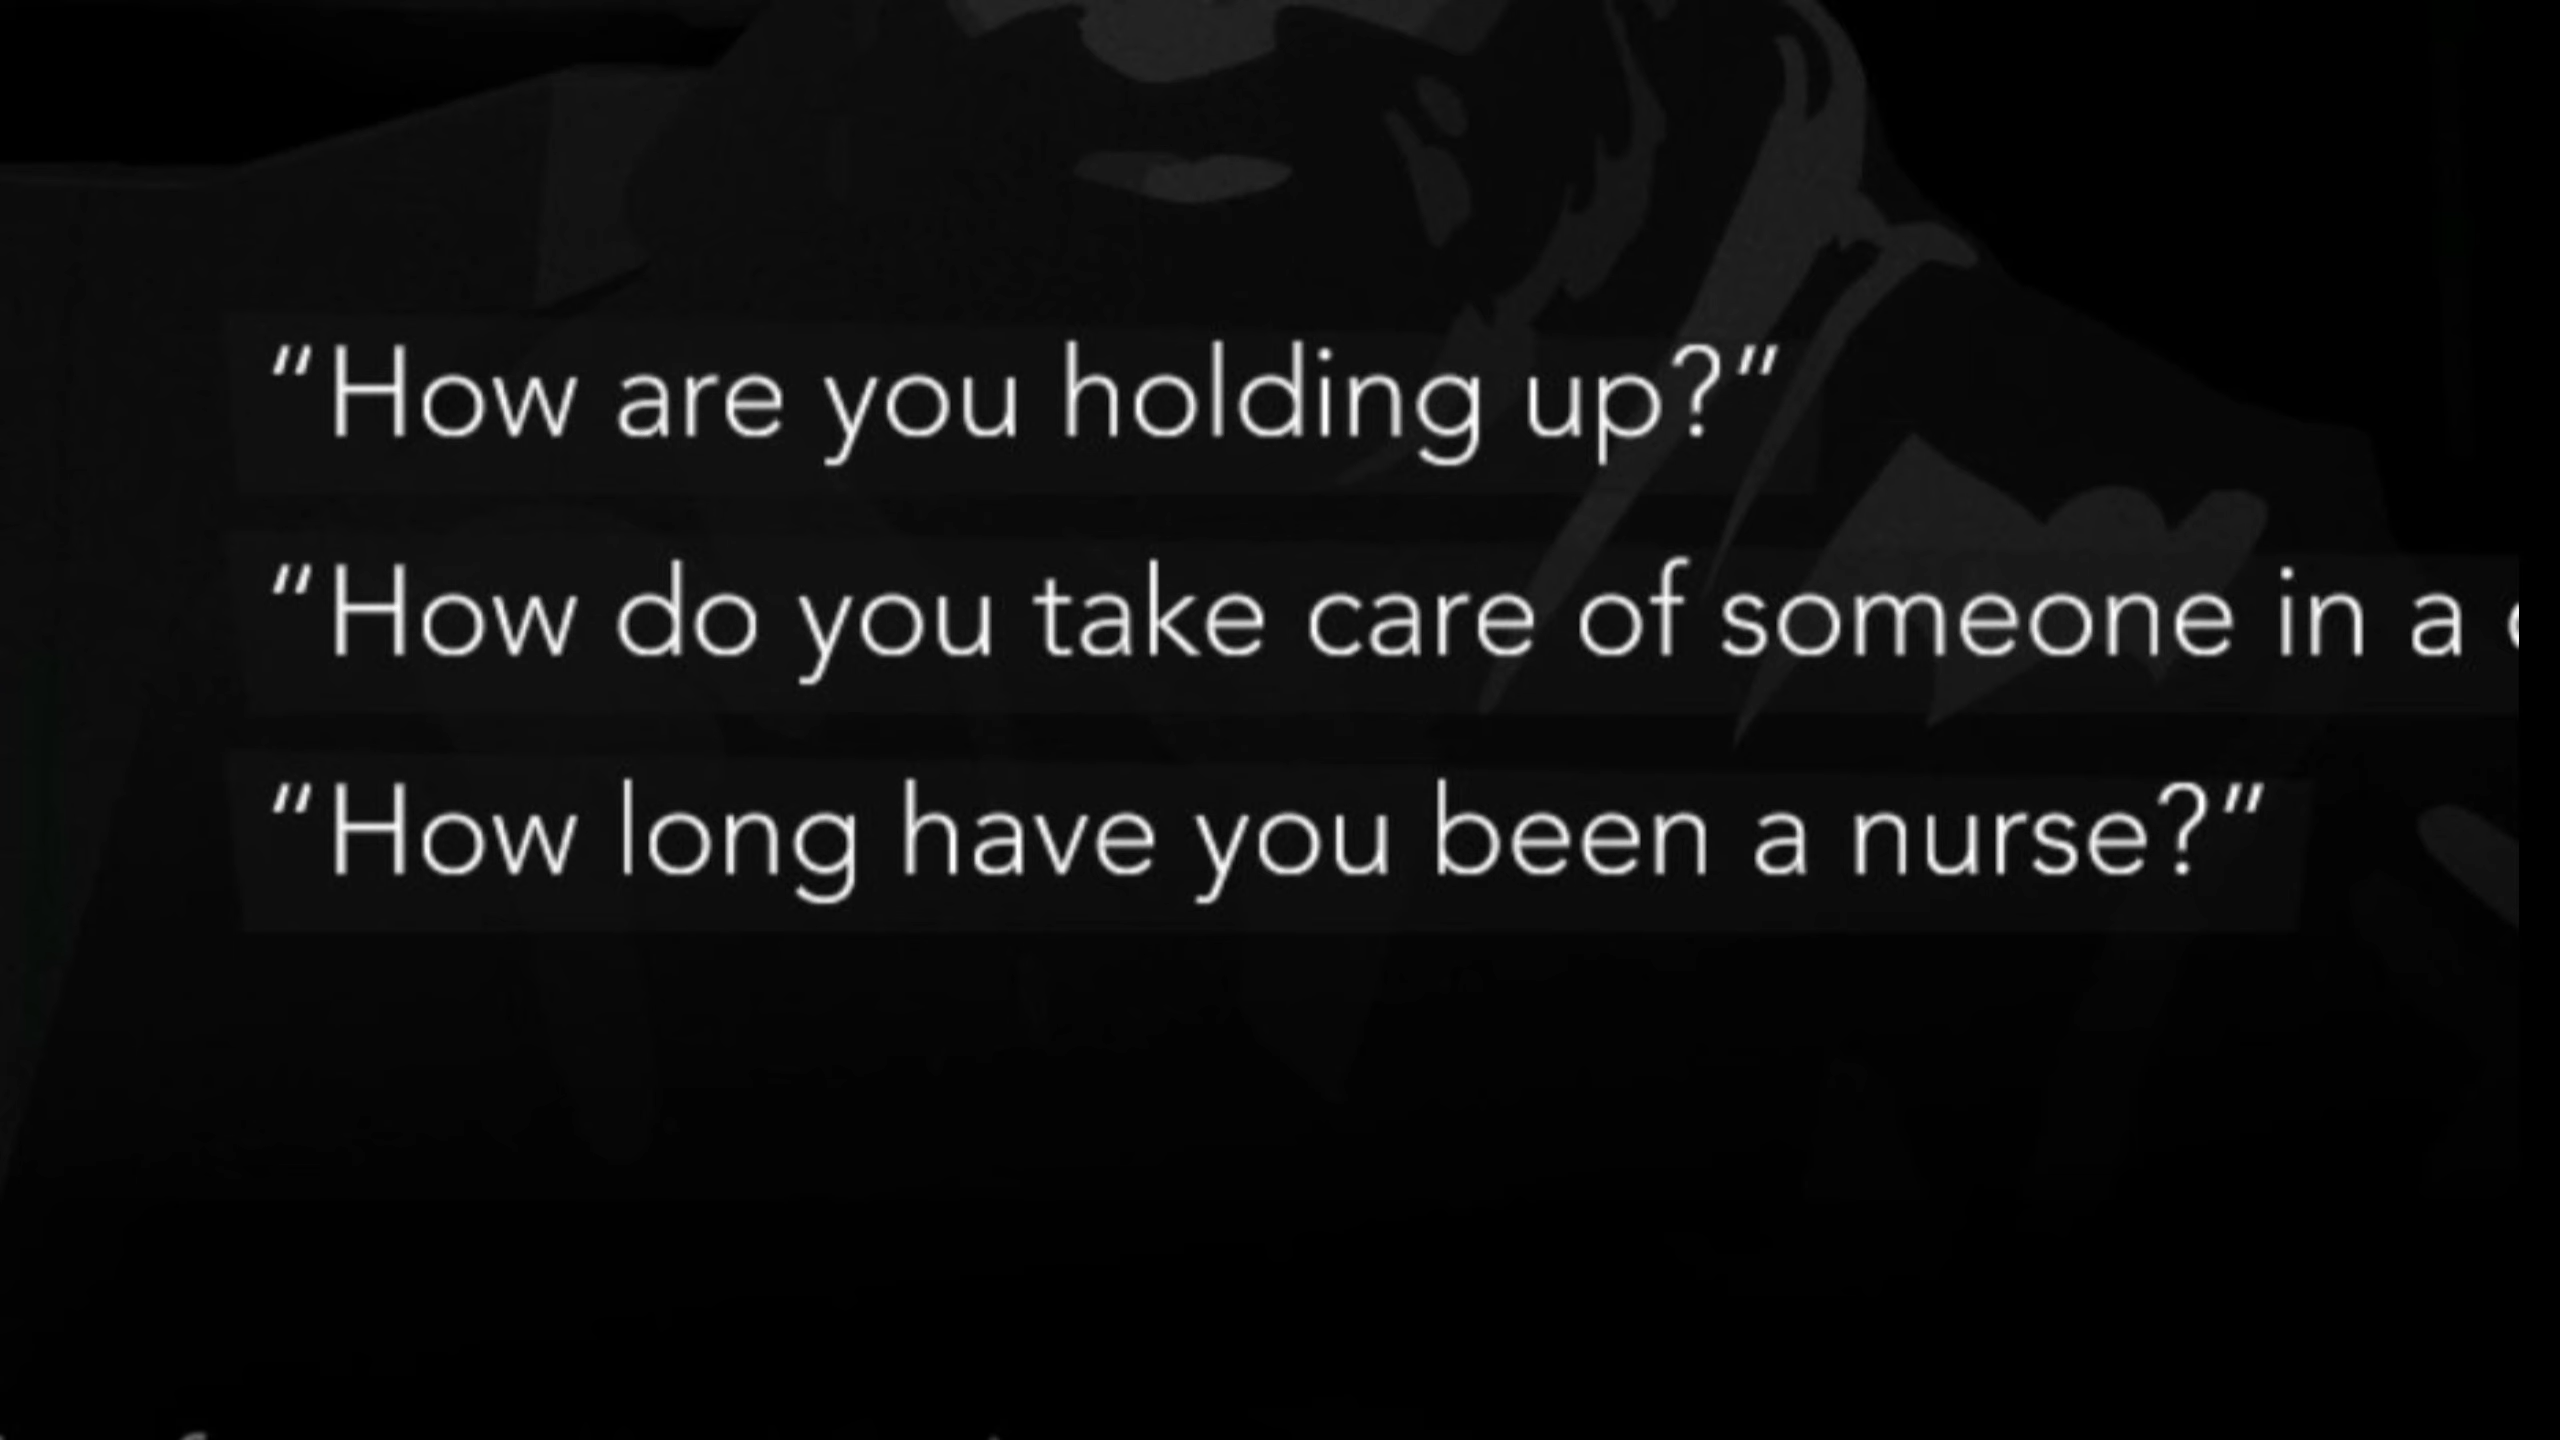 “How are you holding up?”
“How do you take care of someone in a
“How long have you been a nurse?”